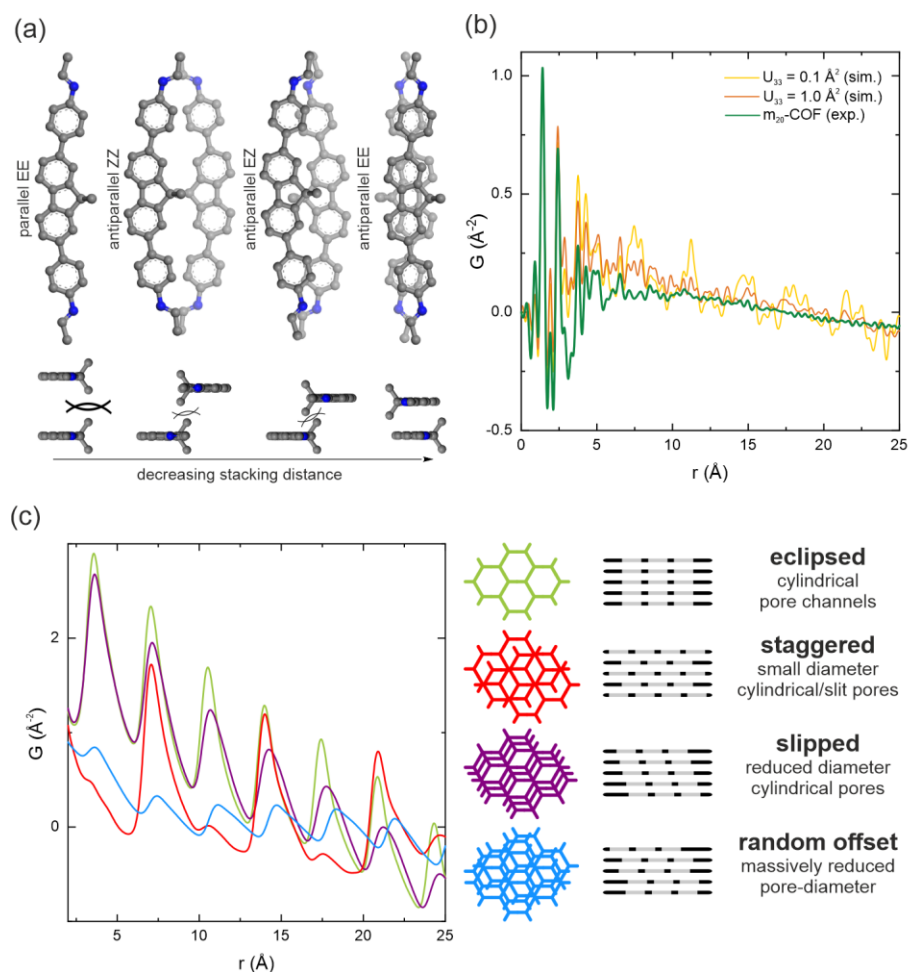 (a)
parallel EE
antiparallel ZZ
antiparallel EZ
antiparallel EE
decreasing stacking distance
(b)
1.0
0.5
0.0
-0.5
G (Å⁻²)
U₃₃ = 0.1 Å² (sim.)
U₃₃ = 1.0 Å² (sim.)
m₂₀-COF (exp.)
0
5
10
15
20
25
r (Å)
(c)
2
0
G (Å⁻²)
5
10
15
20
25
r (Å)
eclipsed
cylindrical
pore channels
staggered
small diameter
cylindrical/slit pores
slipped
reduced diameter
cylindrical pores
random offset
massively reduced
pore-diameter